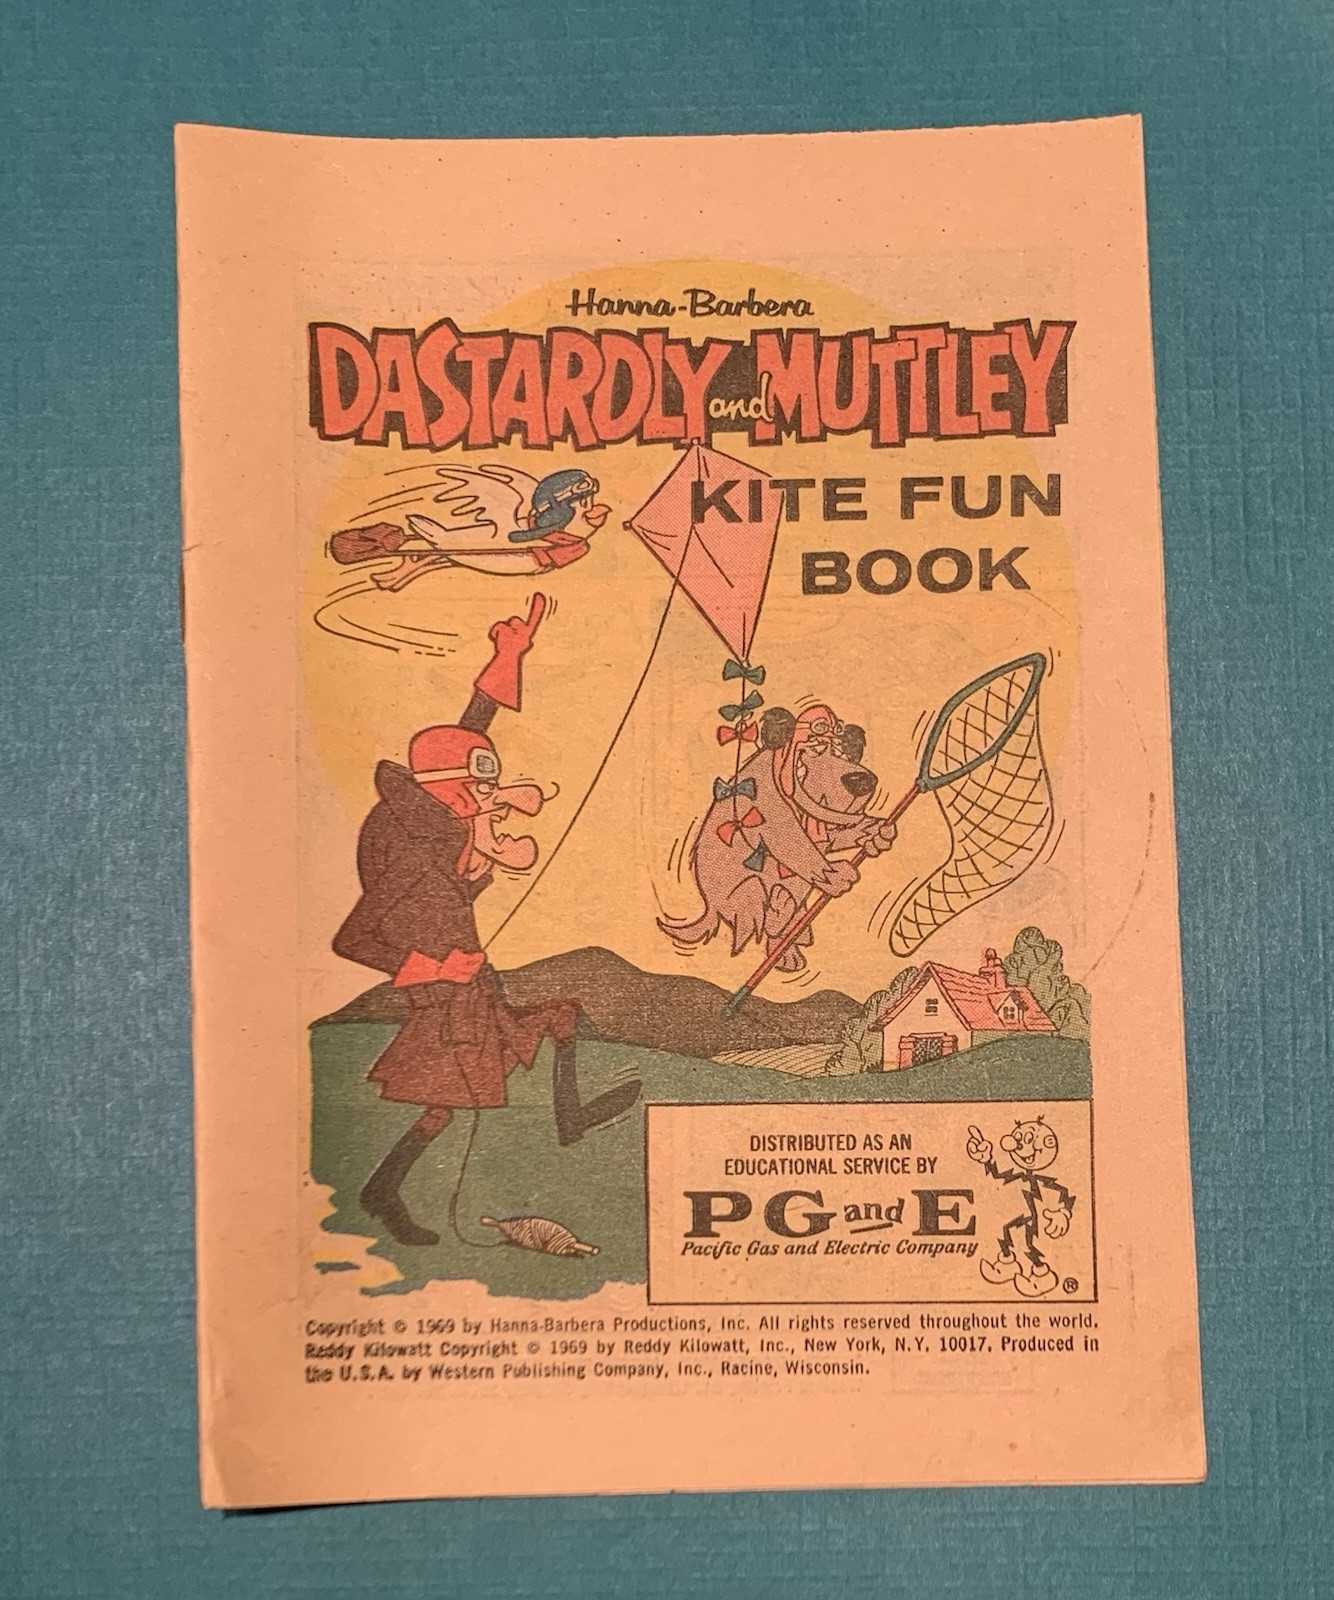 Hanna-Barbera
DASTARDLY and MUTTLEY
KITE FUN
BOOK
DISTRIBUTED AS AN
EDUCATIONAL SERVICE BY
PG and E
Pacific Gas and Electric Company
®
Copyright © 1969 by Hanna-Barbera Productions, Inc. All rights reserved throughout the world.
Reddy Kilowatt Copyright © 1969 by Reddy Kilowatt, Inc., New York, N.Y. 10017. Produced in
the U.S.A. by Western Publishing Company, Inc., Racine, Wisconsin.